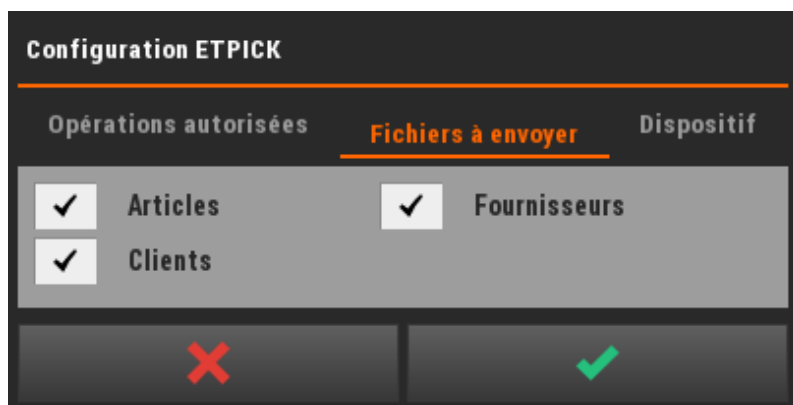 Configuration ETPICK
Opérations autorisées Fichiers à envoyer Dispositif
Articles Fournisseurs
Clients